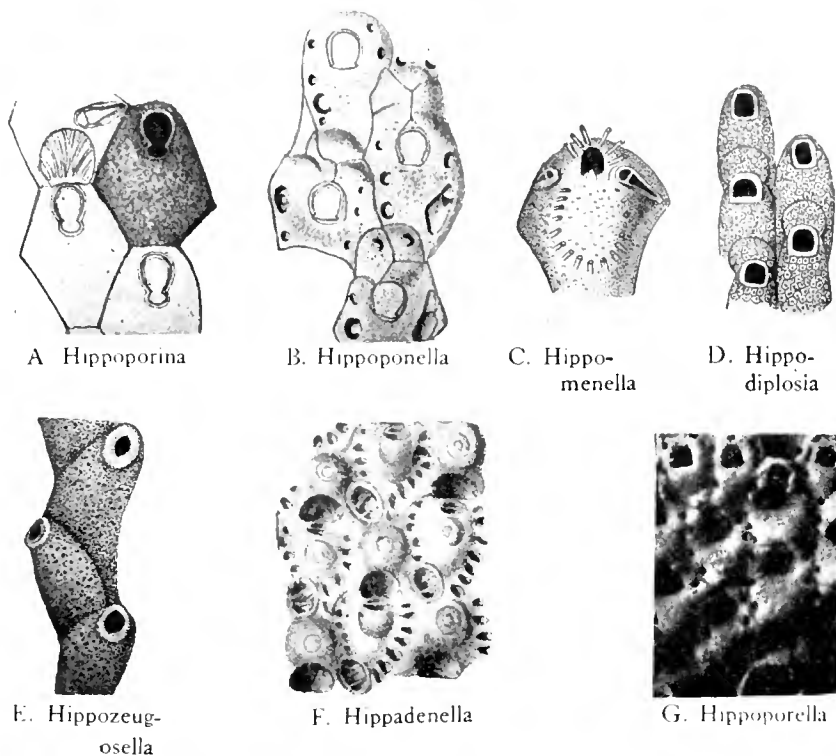 A Hippoporina
B. Hippoponella
C. Hippo-
menella
D. Hippo-
diplosia
E. Hippozeug-
osella
F. Hippadenella
G. Hippoporella